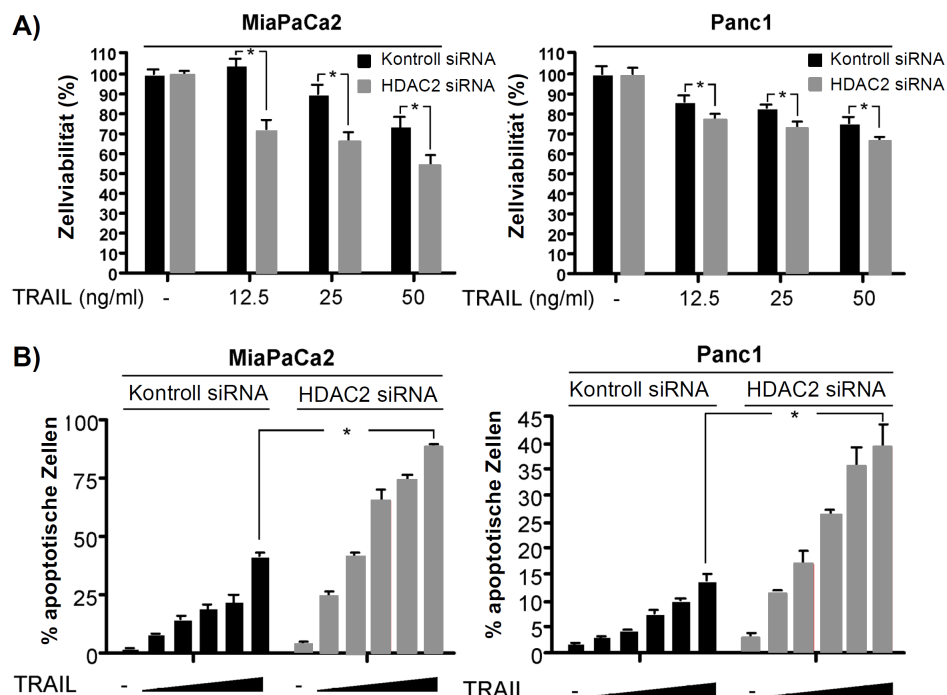 A)
MiaPaCa2
Zellviabilität (%)
110
100
90
80
70
60
50
40
30
20
10
0
* * *
Kontroll siRNA
HDAC2 siRNA
TRAIL (ng/ml) - 12.5 25 50
Panc1
Zellviabilität (%)
110
100
90
80
70
60
50
40
30
20
10
0
* * *
Kontroll siRNA
HDAC2 siRNA
TRAIL (ng/ml) - 12.5 25 50
B)
MiaPaCa2
Kontroll siRNA HDAC2 siRNA
% apoptotische Zellen
100
75
50
25
0
*
TRAIL - -
Panc1
Kontroll siRNA HDAC2 siRNA
% apoptotische Zellen
45
40
35
30
25
20
15
10
5
0
*
TRAIL - -